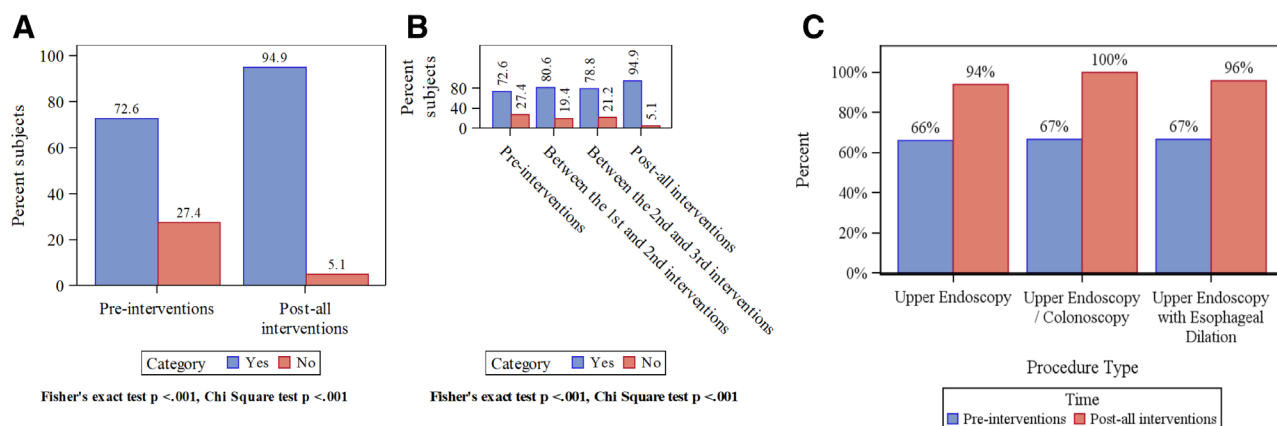 A
Percent subjects
100
80
60
40
20
0
72.6
27.4
94.9
5.1
Pre-interventions
Post-all
interventions
Category Yes No
Fisher's exact test p <.001, Chi Square test p <.001
B
Percent
subjects
80
40
0
72.6
27.4
80.6
19.4
78.8
21.2
94.9
5.1
Pre-interventions
Between the 1st and 2nd interventions
Between the 2nd and 3rd interventions
Post-all interventions
Category Yes No
Fisher's exact test p <.001, Chi Square test p <.001
C
Percent
100%
80%
60%
40%
20%
0%
66%
94%
67%
100%
67%
96%
Upper Endoscopy
Upper Endoscopy
/ Colonoscopy
Upper Endoscopy
with Esophageal
Dilation
Procedure Type
Time
Pre-interventions Post-all interventions